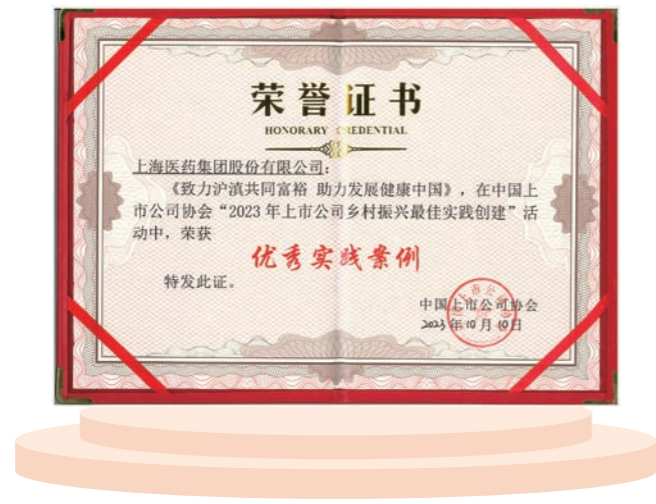 荣誉证书
HONORARY CREDENTIAL
上海医药集团股份有限公司：
《致力沪滇共同富裕 助力发展健康中国》，在中国上
市公司协会“2023年上市公司乡村振兴最佳实践创建”活
动中，荣获
优秀实践案例
特发此证。
中国上市公司协会
2023年10月10日